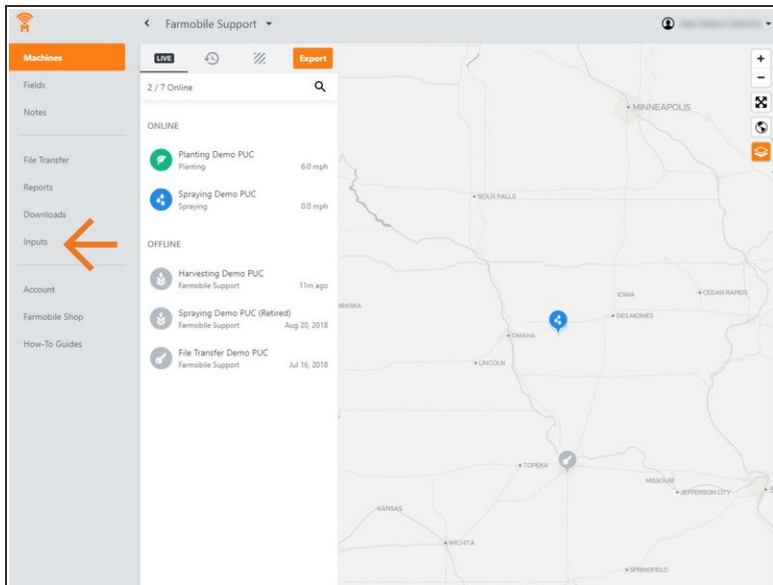 M
Farmobile Support
Machines
Fields
Notes
File Transfer
Reports
Downloads
Inputs
Account
Farmobile Shop
How-To Guides
LIVE
Export
2 / 7 Online
ONLINE
Planting Demo PUC
Planting 6.0 mph
Spraying Demo PUC
Spraying 0.0 mph
OFFLINE
Harvesting Demo PUC
Farmobile Support 11m ago
Spraying Demo PUC (Retired)
Farmobile Support Aug 20, 2018
File Transfer Demo PUC
Farmobile Support Jul 16, 2018
+
−
MINNEAPOLIS
SIOUX FALLS
IOWA
CEDAR RAPIDS
DES MOINES
OMAHA
LINCOLN
TOPEKA
MISSOURI
JEFFERSON CITY
KANSAS
WICHITA
SPRINGFIELD